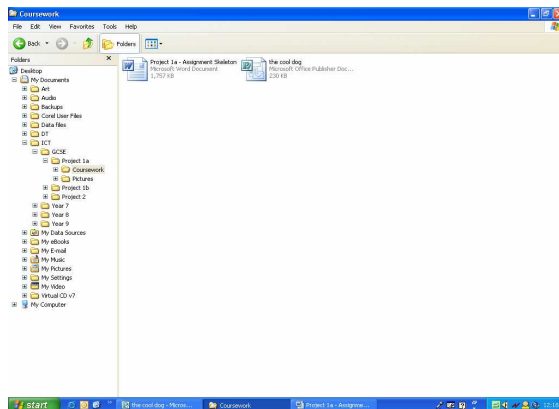 Coursework
File Edit View Favorites Tools Help
Back Folders
Folders
Desktop
My Documents
Art
Audio
Backups
Corel User Files
Data files
DT
ICT
GCSE
Project 1a
Coursework
Pictures
Project 1b
Project 2
Year 7
Year 8
Year 9
My Data Sources
My eBooks
My E-mail
My Music
My Pictures
My Settings
My Video
Virtual CD v7
My Computer
Project 1a - Assignment Skeleton
Microsoft Word Document
1,757 KB
the cool dog
Microsoft Office Publisher Doc...
238 KB
start the cool dog - Micros... Coursework Project 1a - Assignme...